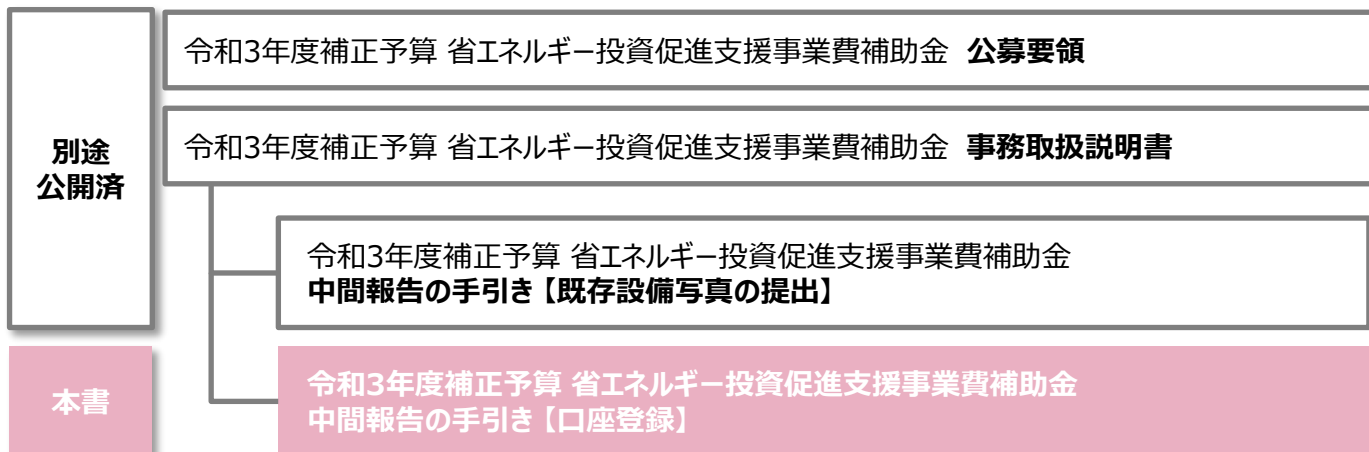 令和3年度補正予算 省エネルギー投資促進支援事業費補助金 公募要領
別途
公開済
令和3年度補正予算 省エネルギー投資促進支援事業費補助金 事務取扱説明書
令和3年度補正予算 省エネルギー投資促進支援事業費補助金
中間報告の手引き【既存設備写真の提出】
本書
令和3年度補正予算 省エネルギー投資促進支援事業費補助金
中間報告の手引き【口座登録】